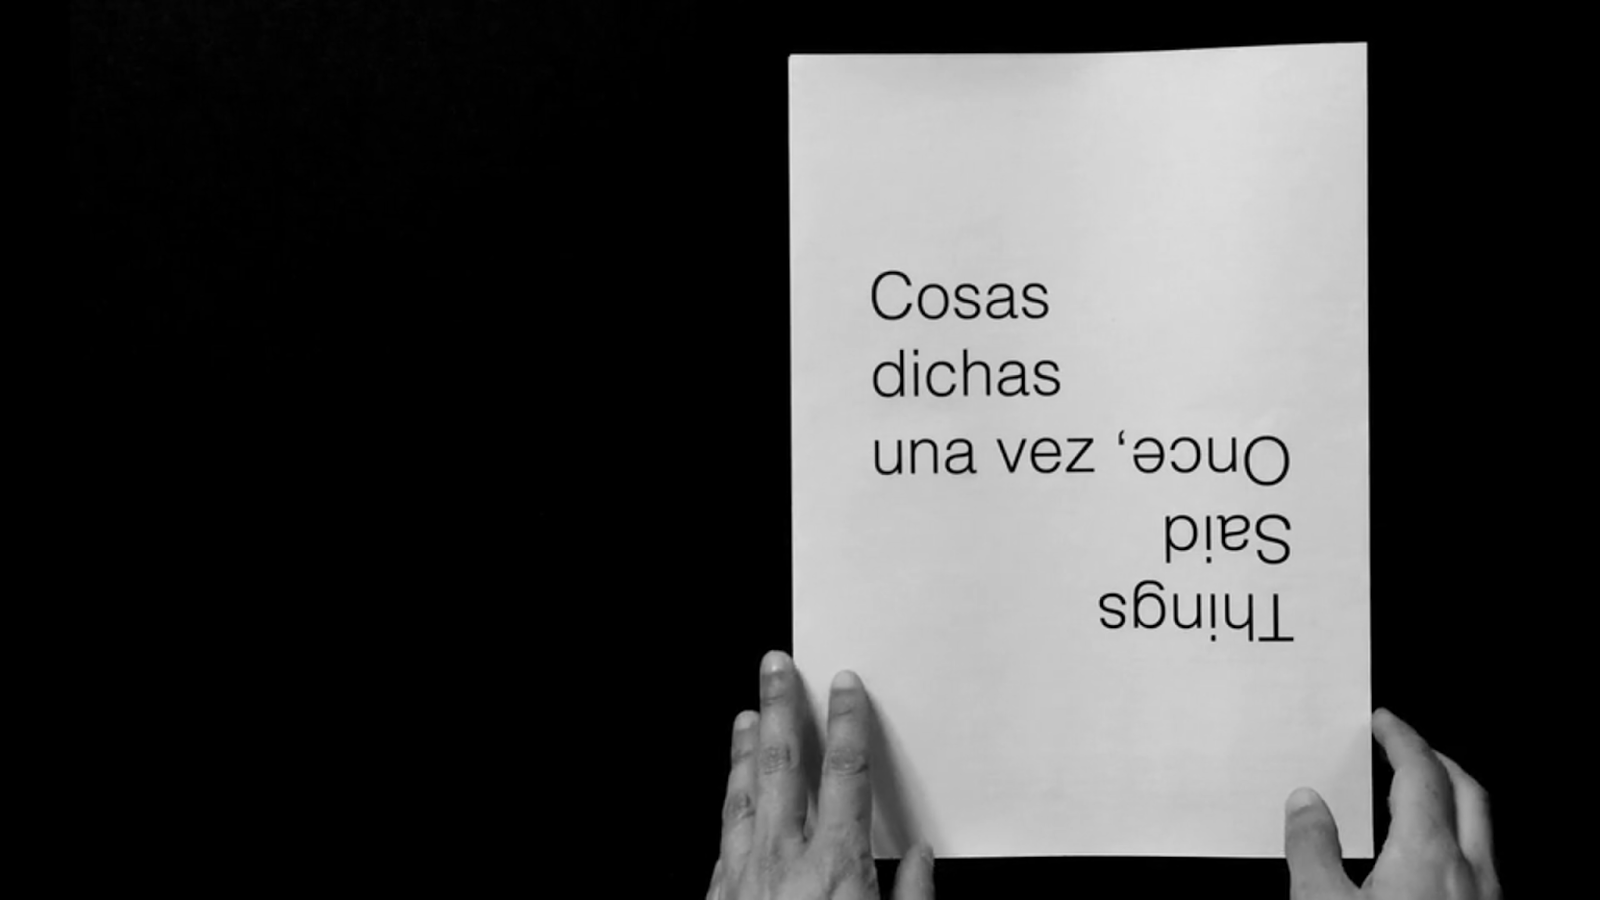 Cosas
dichas
una vez
Things
Said
Once,